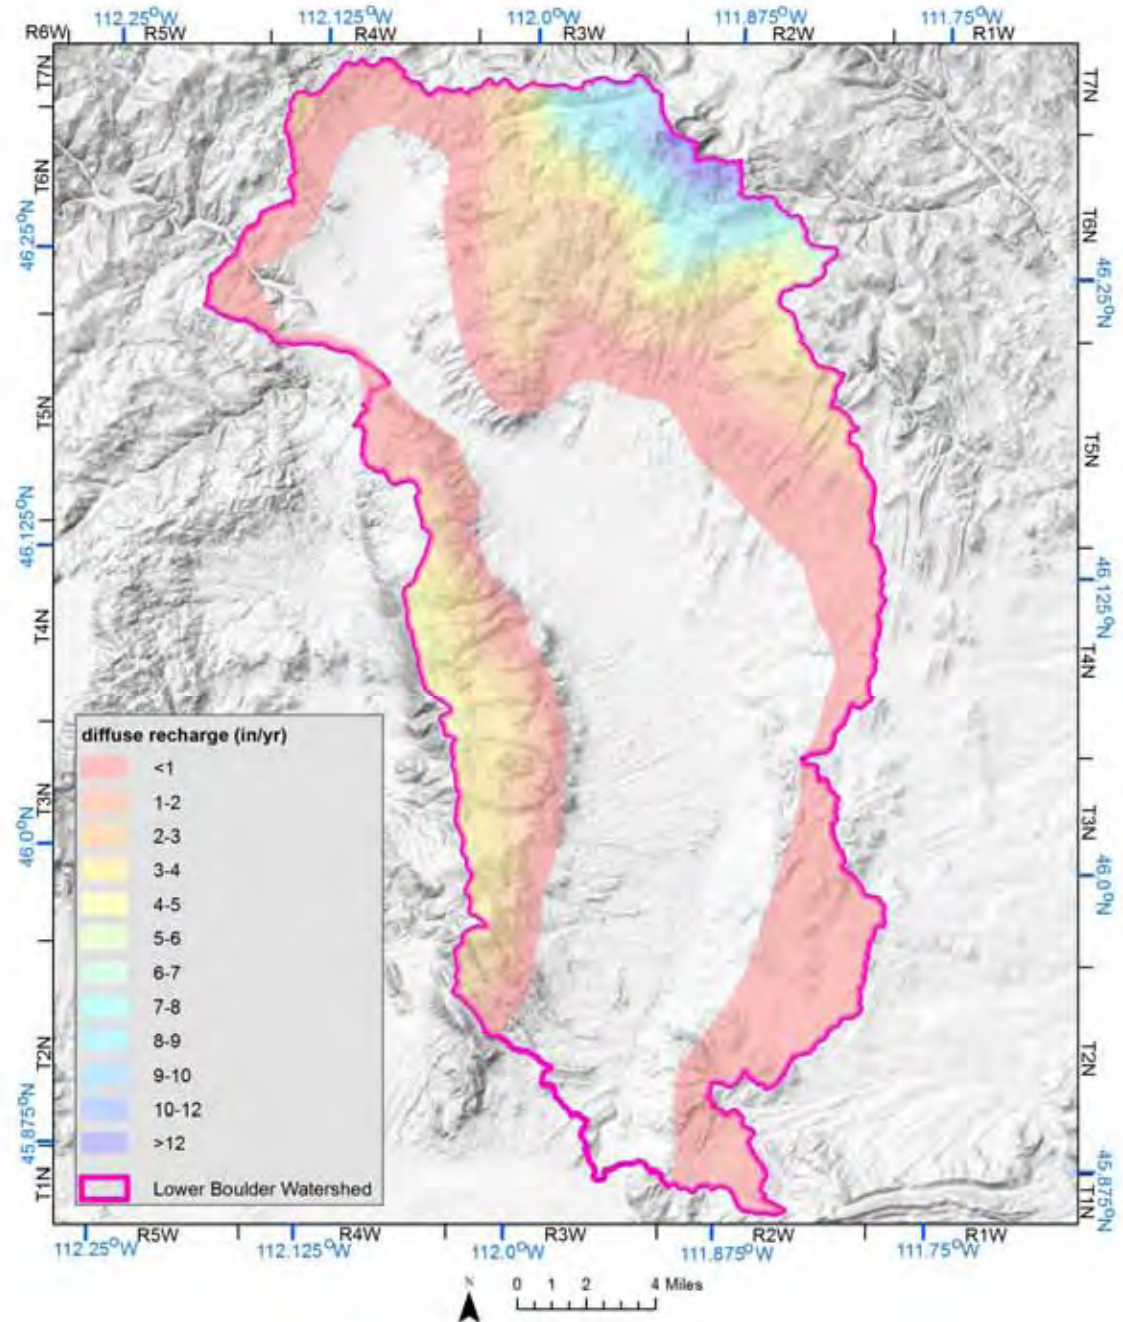 112.25°W 112.125°W 112.0°W 111.875°W 111.75°W
R6W R5W R4W R3W R2W R1W
T7N T7N
T6N T6N
46.25°N 46.25°N
T5N T5N
46.125°N 46.125°N
T4N T4N
diffuse recharge (in/yr)
<1
1-2
2-3
3-4
4-5
5-6
6-7
7-8
8-9
9-10
10-12
>12
Lower Boulder Watershed
T3N T3N
46.0°N 46.0°N
T2N T2N
45.875°N 45.875°N
T1N T1N
R5W R4W R3W R2W R1W
112.25°W 112.125°W 112.0°W 111.875°W 111.75°W
N 0 1 2 4 Miles